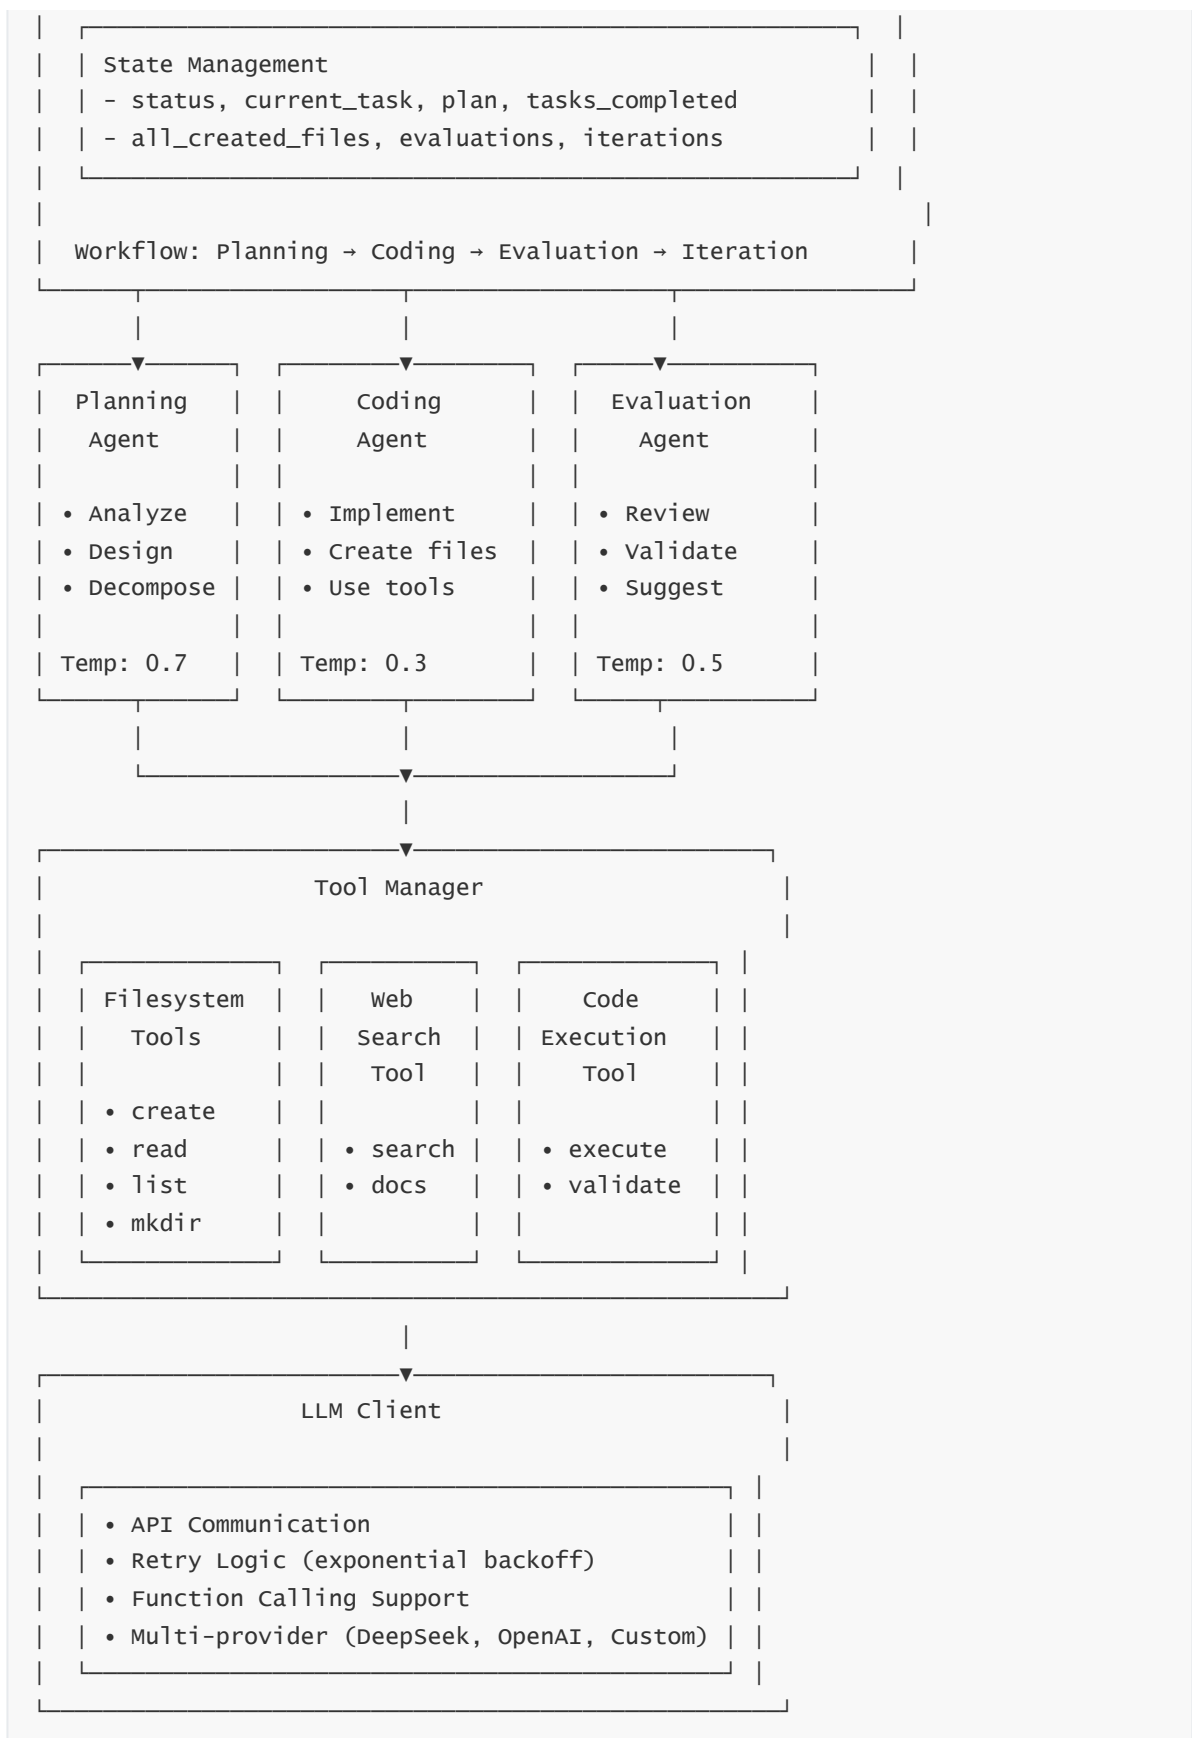 State Management
- status, current_task, plan, tasks_completed
- all_created_files, evaluations, iterations
Workflow: Planning → Coding → Evaluation → Iteration
Planning Coding Evaluation
Agent Agent Agent
• Analyze • Implement • Review
• Design • Create files • Validate
• Decompose • Use tools • Suggest
Temp: 0.7 Temp: 0.3 Temp: 0.5
Tool Manager
Filesystem Web Code
Tools Search Execution
Tool Tool
• create
• read • search • execute
• list • docs • validate
• mkdir
LLM Client
• API Communication
• Retry Logic (exponential backoff)
• Function Calling Support
• Multi-provider (DeepSeek, OpenAI, Custom)